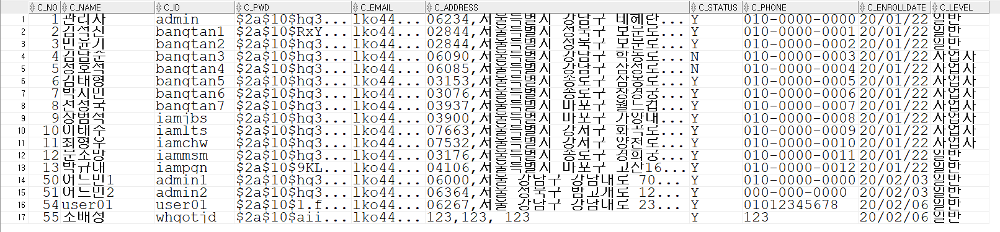 C_NO C_NAME C_ID C_PWD C_EMAIL C_ADDRESS C_STATUS C_PHONE C_ENROLLDATE C_LEVEL
1 1 관리자 admin $2a$10$hq3... lko44... 06234,서울특별시 강남구 테헤란... Y 010-0000-0000 20/01/22 일반
2 2 김석진 bangtan1 $2a$10$RxY... lko44... 02844,서울특별시 성북구 보문로... Y 010-0000-0001 20/01/22 일반
3 3 민윤기 bangtan2 $2a$10$hq3... lko44... 02844,서울특별시 성북구 보문로... Y 010-0000-0002 20/01/22 일반
4 4 김남준 bangtan3 $2a$10$hq3... lko44... 06090,서울특별시 강남구 학동로... N 010-0000-0003 20/01/22 사업자
5 5 정호석 bangtan4 $2a$10$hq3... lko44... 06085,서울특별시 강남구 삼성로... N 010-0000-0004 20/01/22 사업자
6 6 김태형 bangtan5 $2a$10$hq3... lko44... 03153,서울특별시 종로구 삼봉로... Y 010-0000-0005 20/01/22 사업자
7 7 박지민 bangtan6 $2a$10$hq3... lko44... 03076,서울특별시 종로구 창경궁... Y 010-0000-0006 20/01/22 사업자
8 8 전정국 bangtan7 $2a$10$hq3... lko44... 03937,서울특별시 마포구 월드컵... Y 010-0000-0007 20/01/22 사업자
9 9 iamjbs $2a$10$hq3... lko44... 03900,서울특별시 마포구 가양대... Y 010-0000-0008 20/01/22 사업자
10 10 이태수 iamlts $2a$10$hq3... lko44... 07663,서울특별시 강서구 화곡로... Y 010-0000-0009 20/01/22 사업자
11 11 최형우 iamchw $2a$10$hq3... lko44... 07532,서울특별시 강서구 양천로... Y 010-0000-0010 20/01/22 사업자
12 12 iammsm $2a$10$hq3... lko44... 03176,서울특별시 종로구 경희궁... Y 010-0000-0011 20/01/22 일반
13 13 $2a$10$9KL... lko44... 04106,서울특별시 마포구 고산16... Y 010-0000-0012 20/01/22 일반
14 50 어드민1 admin1 $2a$10$hq3... lko44... 06000,서울 강남구 강남대로 70... Y 010-0000-0000 20/02/03 일반
15 51 어드민2 admin2 $2a$10$hq3... lko44... 06364,서울 성북구 밤고개로 12... Y 000-000-0000 20/02/03 일반
16 54 user01 user01 $2a$10$1.f... lko44... 06267,서울 강남구 강남대로 23... Y 01012345678 20/02/06 일반
17 55 whgotjd $2a$10$aii... lko44... 123,123, 123 Y 123 20/02/06 일반